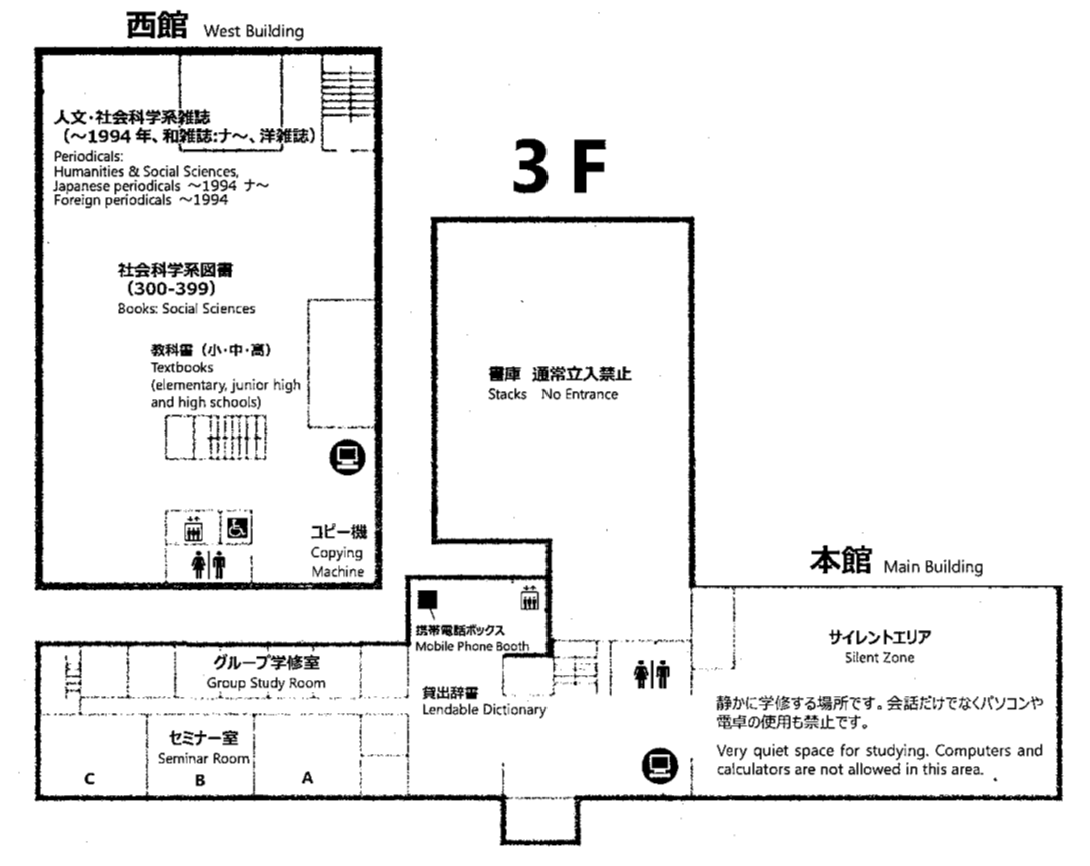 西館 West Building
人文・社会科学系雑誌
（～1994 年、和雑誌:ナ～、洋雑誌）
Periodicals:
Humanities & Social Sciences,
Japanese periodicals ～1994 ナ～
Foreign periodicals ～1994
社会科学系図書
（300-399）
Books: Social Sciences
教科書（小・中・高）
Textbooks
(elementary, junior high
and high schools)
コピー機
Copying
Machine
3 F
書庫 通常立入禁止
Stacks No Entrance
本館 Main Building
携帯電話ボックス
Mobile Phone Booth
サイレントエリア
Silent Zone
静かに学修する場所です。会話だけでなくパソコンや
電卓の使用も禁止です。
Very quiet space for studying. Computers and
calculators are not allowed in this area.
グループ学修室
Group Study Room
貸出辞書
Lendable Dictionary
セミナー室
Seminar Room
C B A